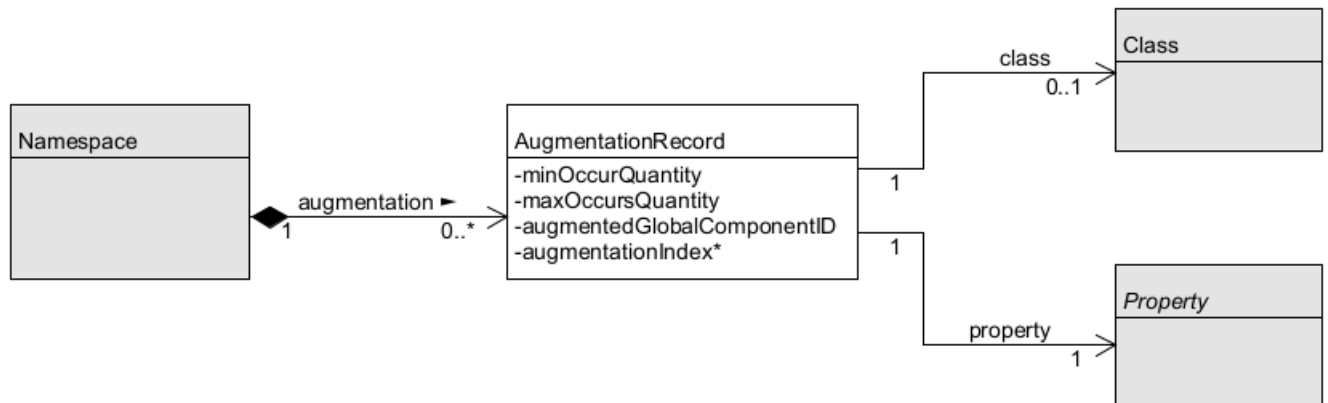 Namespace
augmentation ►
1
0..*
AugmentationRecord
-minOccurQuantity
-maxOccursQuantity
-augmentedGlobalComponentID
-augmentationIndex*
1
class
0..1
Class
1
property
1
Property